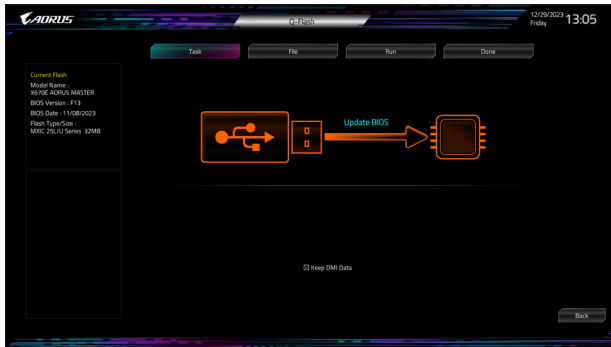 AORUS
Q-Flash
12/29/2023
Friday
13:05
Task
File
Run
Done
Current Flash
Model Name :
X670E AORUS MASTER
BIOS Version : F13
BIOS Date : 11/08/2023
Flash Type/Size :
MXIC 25L/U Series 32MB
Update BIOS
Keep DMI Data
Back